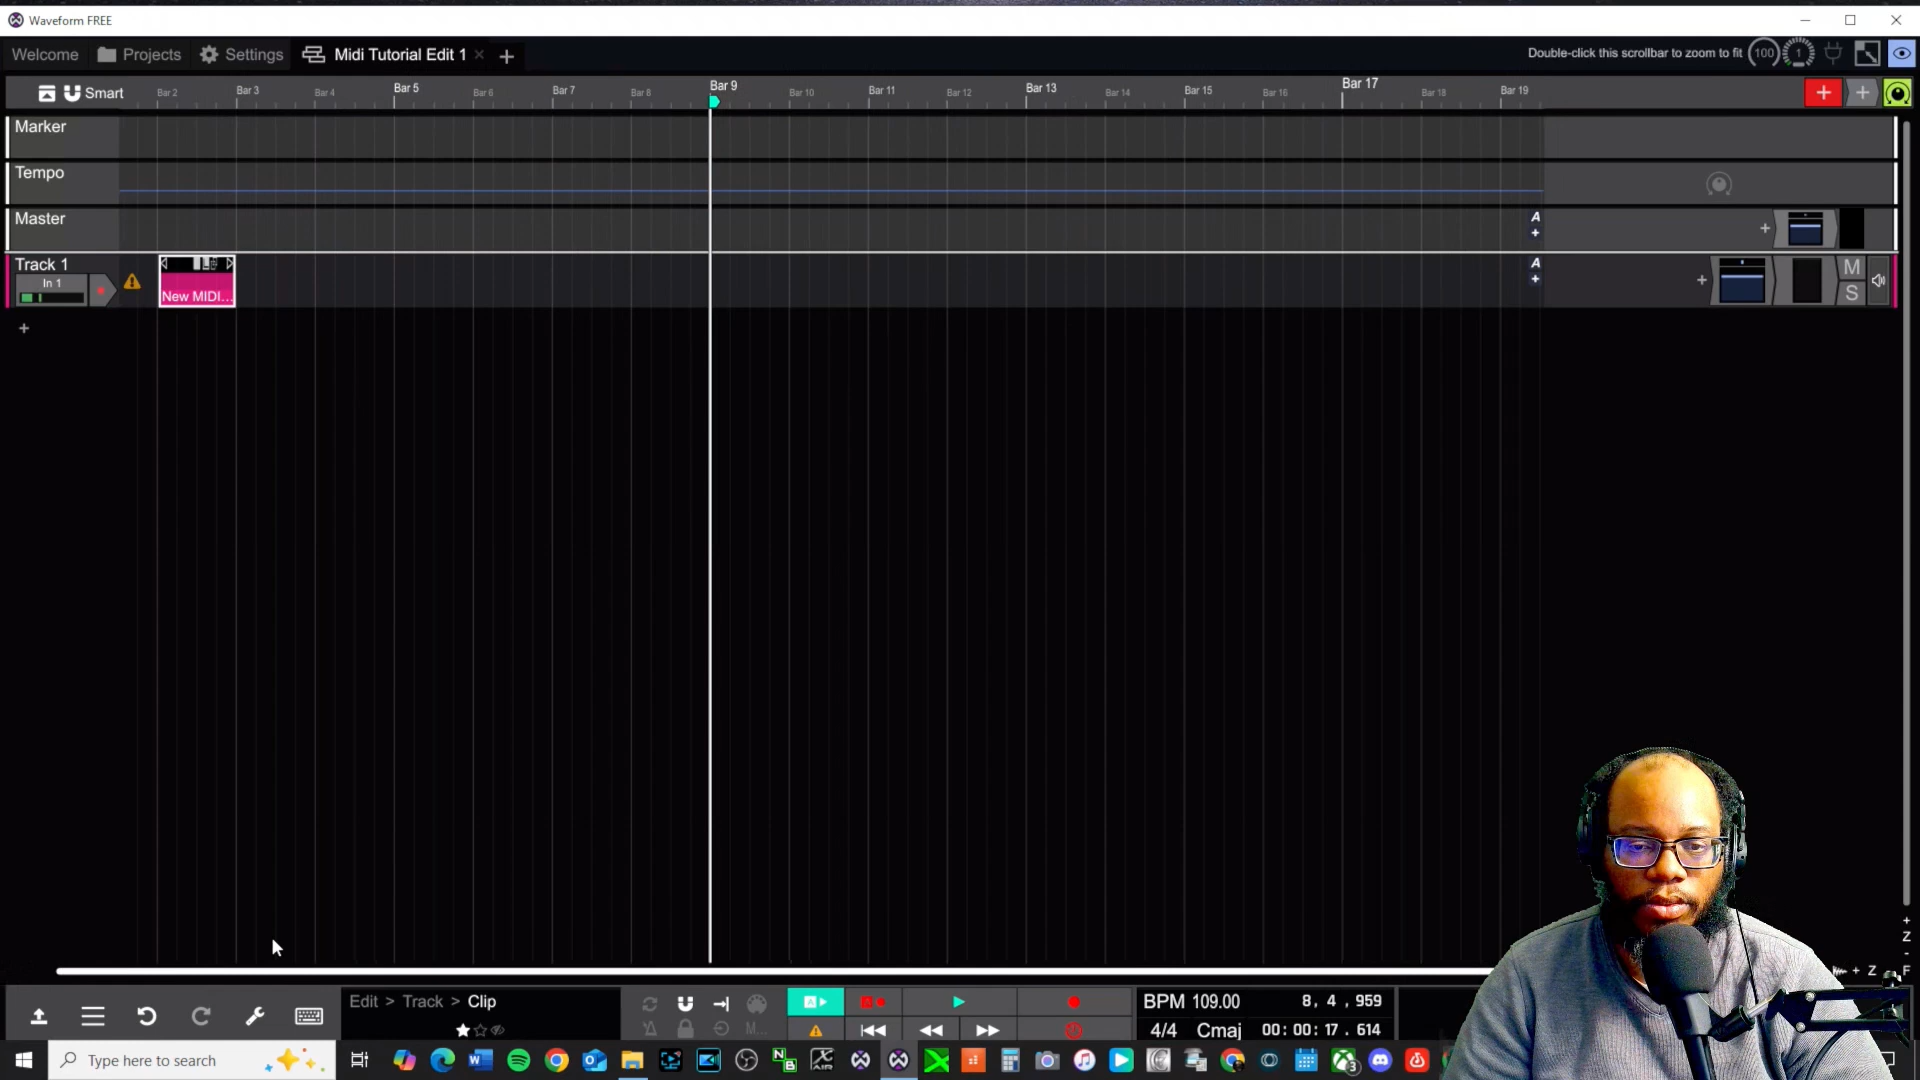 Waveform FREE
Welcome Projects Settings Midi Tutorial Edit 1
Double-click this scrollbar to zoom to fit 100 1
Smart Bar 2 Bar 3 Bar 4 Bar 5 Bar 6 Bar 7 Bar 8 Bar 9 Bar 10 Bar 11 Bar 12 Bar 13 Bar 14 Bar 15 Bar 16 Bar 17 Bar 18 Bar 19
Marker
Tempo
Master
A
Track 1
In 1
New MIDI...
A
M
S
Z
Z F
Edit > Track > Clip
M...
BPM 109.00 8, 4 , 959
4/4 Cmaj 00: 00: 17 . 614
Type here to search